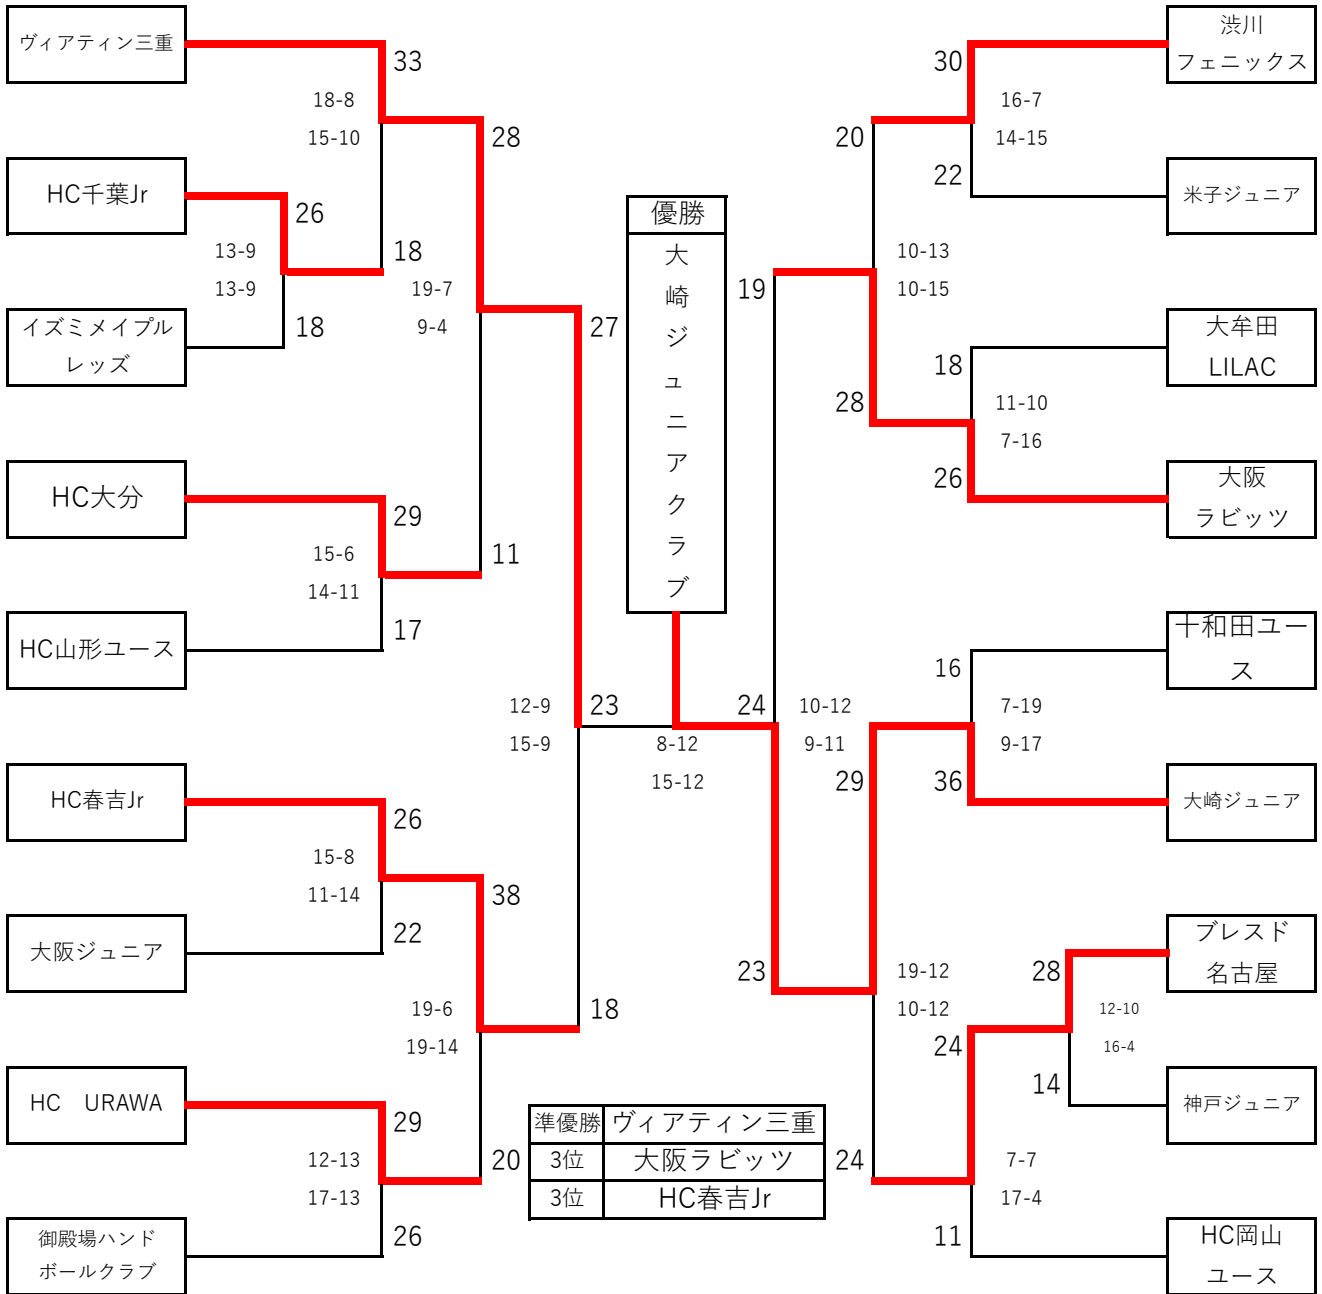 ヴィアティン三重
33
18-8
15-10
28
HC千葉Jr
26
13-9
13-9
18
19-7
9-4
イズミメイプル
レッズ
18
27
HC大分
29
15-6
14-11
11
HC山形ユース
17
12-9
15-9
23
8-12
15-12
HC春吉Jr
26
15-8
11-14
38
大阪ジュニア
22
19-6
19-14
18
HC URAWA
29
12-13
17-13
20
御殿場ハンド
ボールクラブ
26
優勝
大
崎
ジ
ュ
ニ
ア
ク
ラ
ブ
準優勝 ヴィアティン三重
3位 大阪ラビッツ
3位 HC春吉Jr
渋川
フェニックス
30
16-7
14-15
20
22
米子ジュニア
10-13
10-15
19
大牟田
LILAC
18
11-10
7-16
28
26
大阪
ラビッツ
十和田ユー
ス
16
7-19
9-17
24
10-12
9-11
29
36
大崎ジュニア
ブレスド
名古屋
28
12-10
16-4
23
19-12
10-12
24
14
神戸ジュニア
24
7-7
17-4
11
HC岡山
ユース